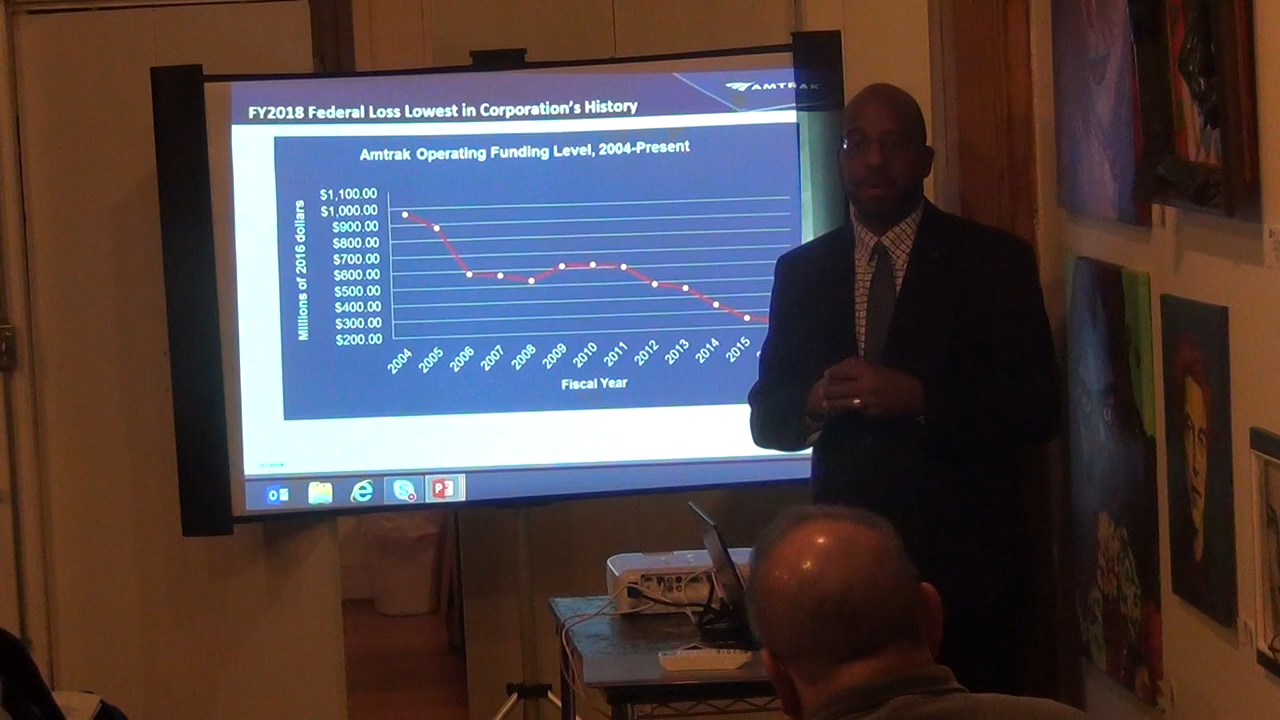 AMTRAK
FY2018 Federal Loss Lowest in Corporation's History
Amtrak Operating Funding Level, 2004-Present
Millions of 2016 dollars
$1,100.00
$1,000.00
$900.00
$800.00
$700.00
$600.00
$500.00
$400.00
$300.00
$200.00
2004 2005 2006 2007 2008 2009 2010 2011 2012 2013 2014 2015
Fiscal Year